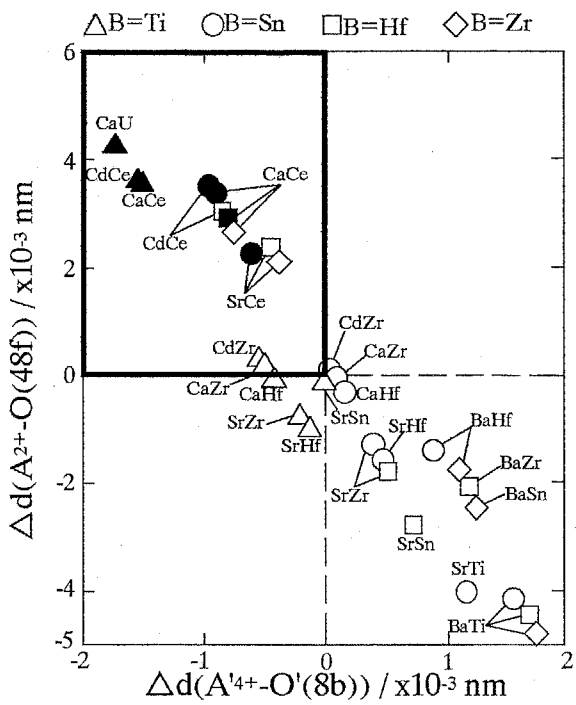 △B=Ti ○B=Sn □B=Hf ◇B=Zr
6
CaU
4
CdCe
CaCe
CaCe
CdCe
2
SrCe
CdZr
CdZr
CaZr
0
CaZr
CaHf
CaHf
SrSn
SrZr
SrHf
SrHf
BaHf
BaZr
-2
SrZr
BaSn
SrSn
SrTi
-4
BaTi
-5
-2
-1
0
1
2
Δd(A²⁺-O(48f)) / x10⁻³ nm
Δd(A'⁴⁺-O'(8b)) / x10⁻³ nm